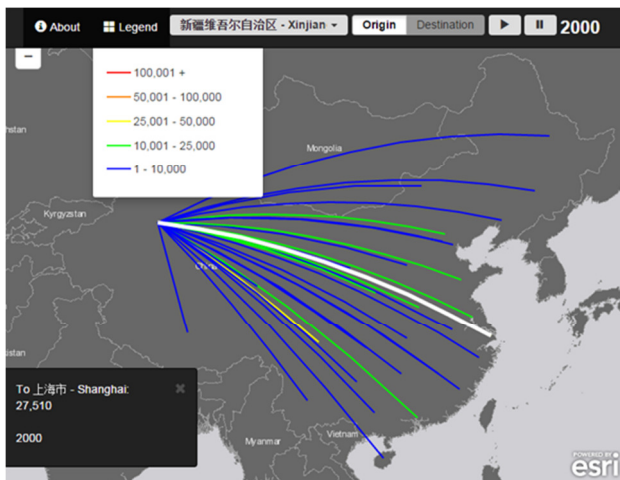 About Legend 新疆维吾尔自治区 - Xinjian Origin Destination 2000
100,001 +
50,001 - 100,000
25,001 - 50,000
10,001 - 25,000
1 - 10,000
Mongolia
Kyrgyzstan
China
To 上海市 - Shanghai:
27,510
2000
Myanmar
Vietnam
POWERED BY
esri